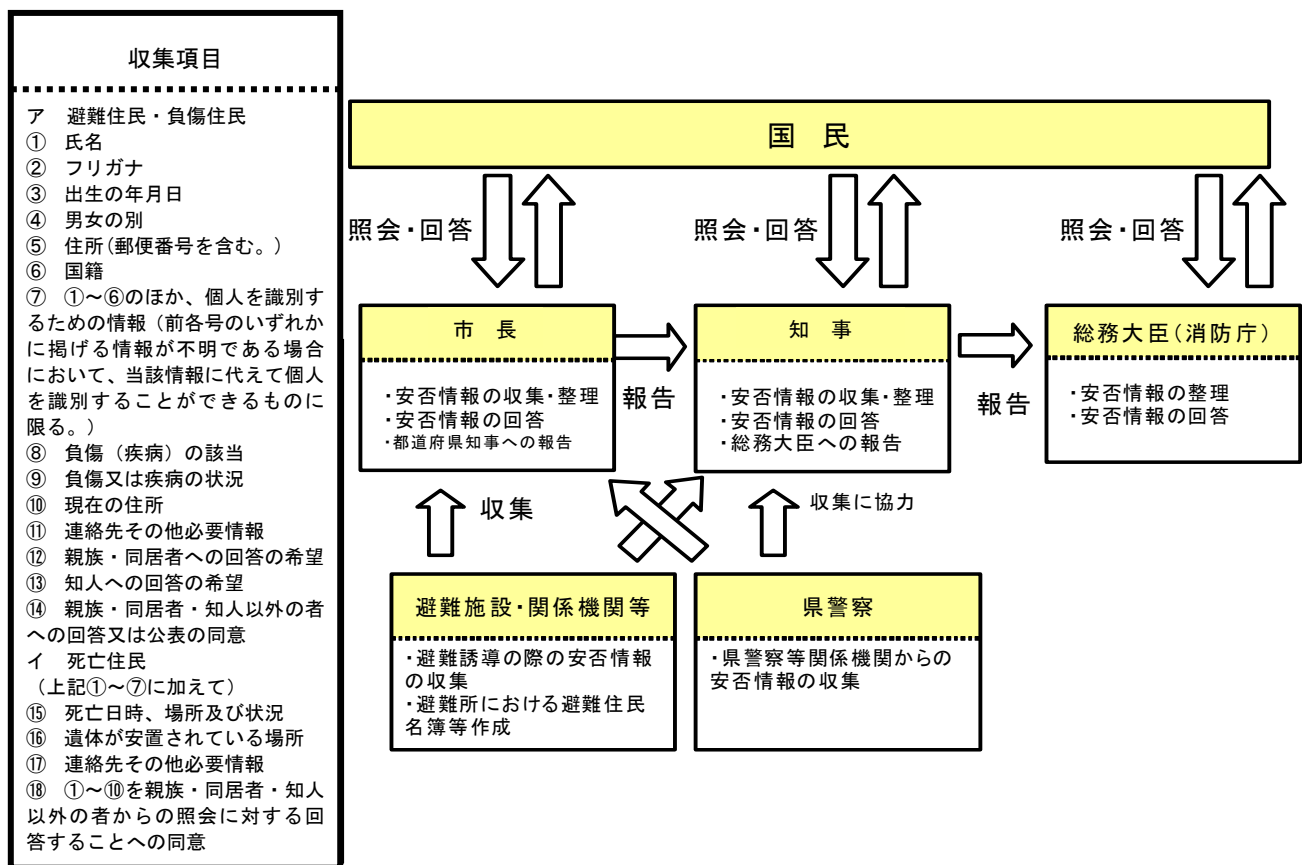 収集項目
ア 避難住民・負傷住民
① 氏名
② フリガナ
③ 出生の年月日
④ 男女の別
⑤ 住所(郵便番号を含む。)
⑥ 国籍
⑦ ①～⑥のほか、個人を識別す
るための情報（前各号のいずれか
に掲げる情報が不明である場合
において、当該情報に代えて個人
を識別することができるものに
限る。）
⑧ 負傷（疾病）の該当
⑨ 負傷又は疾病の状況
⑩ 現在の住所
⑪ 連絡先その他必要情報
⑫ 親族・同居者への回答の希望
⑬ 知人への回答の希望
⑭ 親族・同居者・知人以外の者
への回答又は公表の同意
イ 死亡住民
（上記①～⑦に加えて）
⑮ 死亡日時、場所及び状況
⑯ 遺体が安置されている場所
⑰ 連絡先その他必要情報
⑱ ①～⑩を親族・同居者・知人
以外の者からの照会に対する回
答することへの同意
国 民
照会・回答
照会・回答
照会・回答
市 長
・安否情報の収集・整理
・安否情報の回答
・都道府県知事への報告
報告
知 事
・安否情報の収集・整理
・安否情報の回答
・総務大臣への報告
報告
総務大臣(消防庁)
・安否情報の整理
・安否情報の回答
収集
収集に協力
避難施設・関係機関等
・避難誘導の際の安否情報
の収集
・避難所における避難住民
名簿等作成
県警察
・県警察等関係機関からの
安否情報の収集